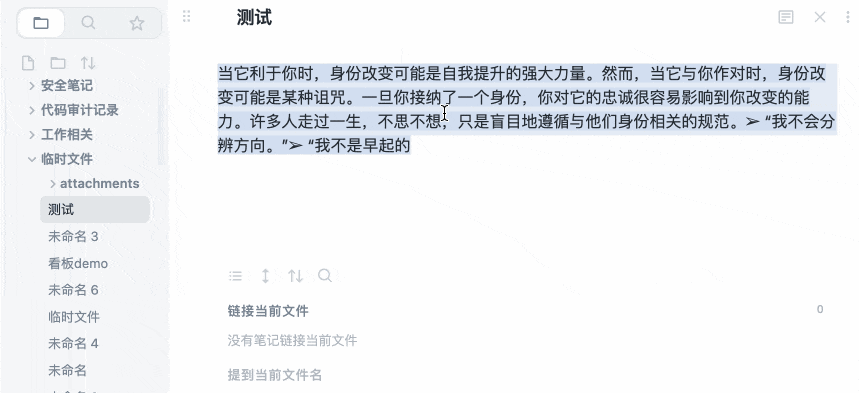 测试
安全笔记
代码审计记录
工作相关
临时文件
attachments
测试
未命名 3
看板demo
未命名 6
临时文件
未命名 4
未命名
当它利于你时，身份改变可能是自我提升的强大力量。然而，当它与你作对时，身份改
变可能是某种诅咒。一旦你接纳了一个身份，你对它的忠诚很容易影响到你改变的能
力。许多人走过一生，不思不想，只是盲目地遵循与他们身份相关的规范。➢ “我不会分
辨方向。”➢ “我不是早起的
链接当前文件
0
没有笔记链接当前文件
提到当前文件名